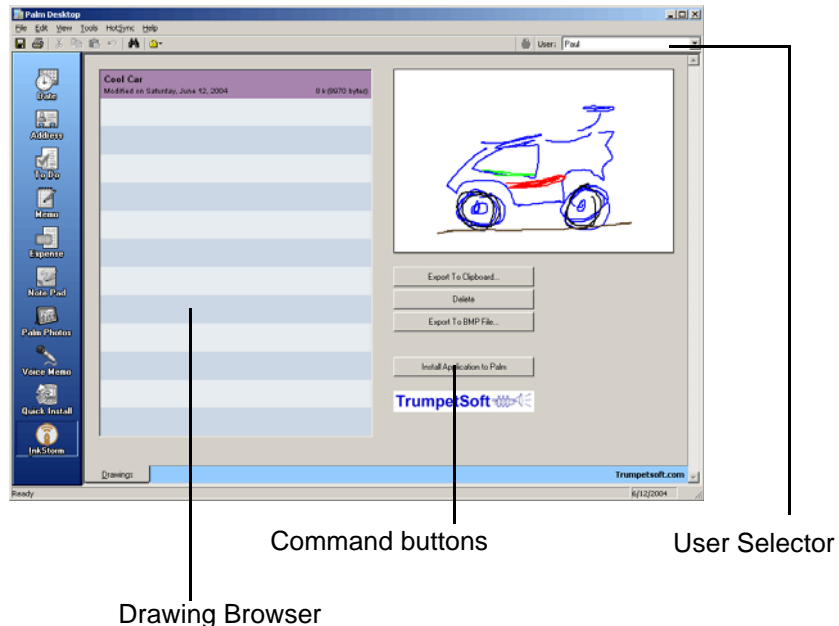 Palm Desktop
File Edit View Tools HotSync Help
User: Paul
Date
Address
To Do
Memo
Expense
Note Pad
Palm Photos
Voice Memo
Quick Install
InkStorm
Cool Car
Modified on Saturday, June 12, 2004 0 k (9970 bytes)
Export To Clipboard...
Delete
Export To BMP File...
Install Application to Palm
TrumpetSoft
Drawings
Trumpetsoft.com
Ready
6/12/2004
Command buttons
User Selector
Drawing Browser